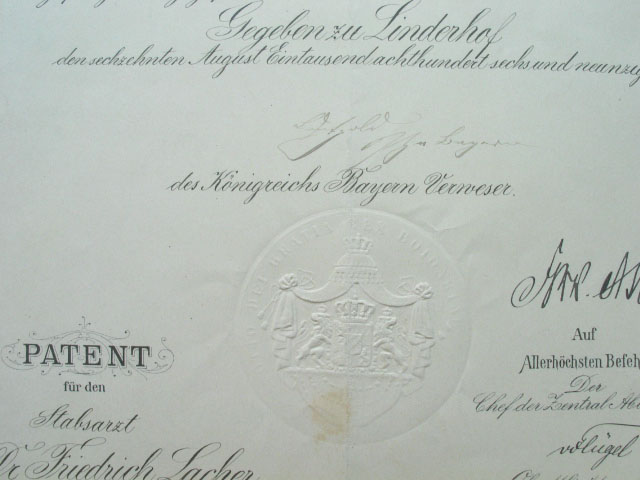 Gegeben zu Linderhof
den sechzehnten August Eintausend achthundert sechs und neunzig
des Königreichs Bayern Verweser.
PATENT
für den
Stabsarzt
Dr Friedrich Lacher
Auf
Allerhöchsten Befehl
Der
Chef der Zentral Ab